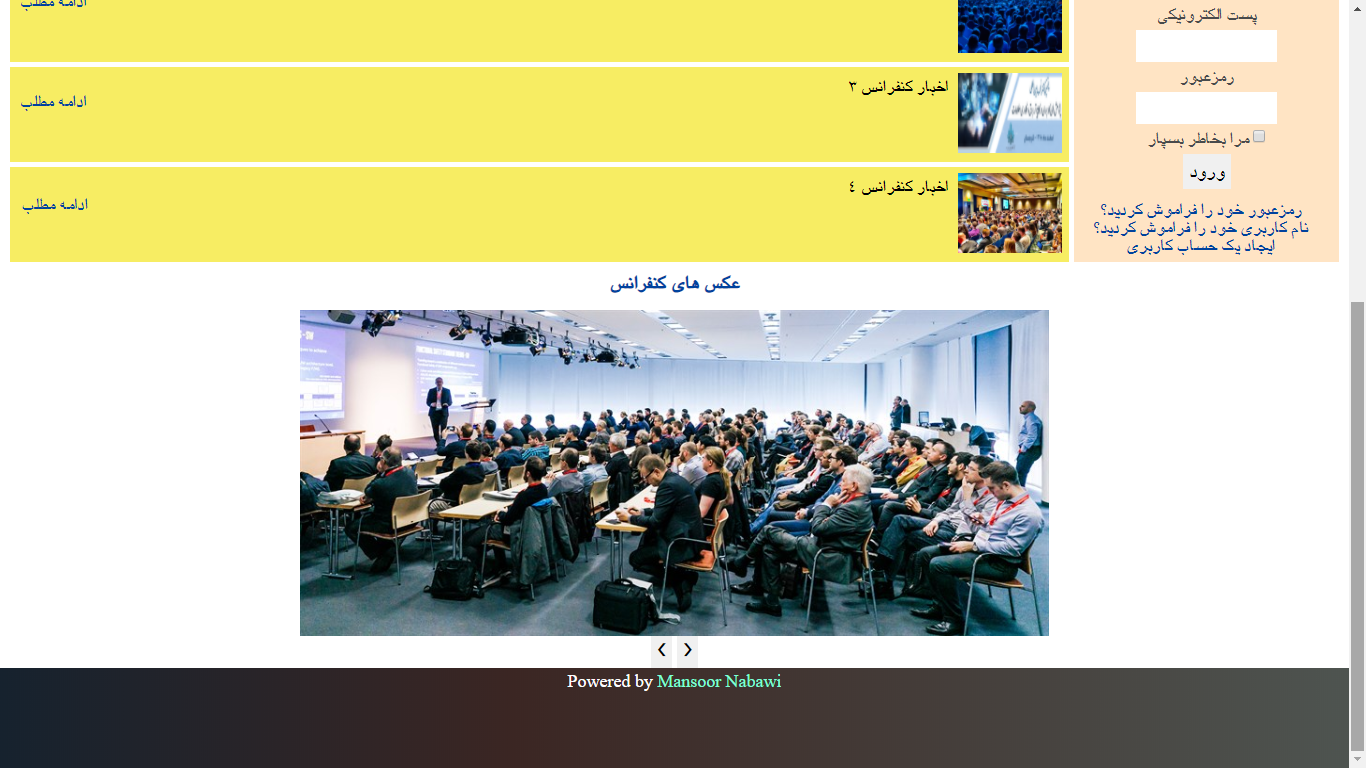 ادامه مطلب
اخبار کنفرانس ۳
ادامه مطلب
اخبار کنفرانس ٤
ادامه مطلب
پست الکترونیکی
رمزعبور
مرا بخاطر بسپار
ورود
رمزعبور خود را فراموش کردید؟
نام کاربری خود را فراموش کردید؟
ایجاد یک حساب کاربری
عکس های کنفرانس
‹ ›
Powered by Mansoor Nabawi